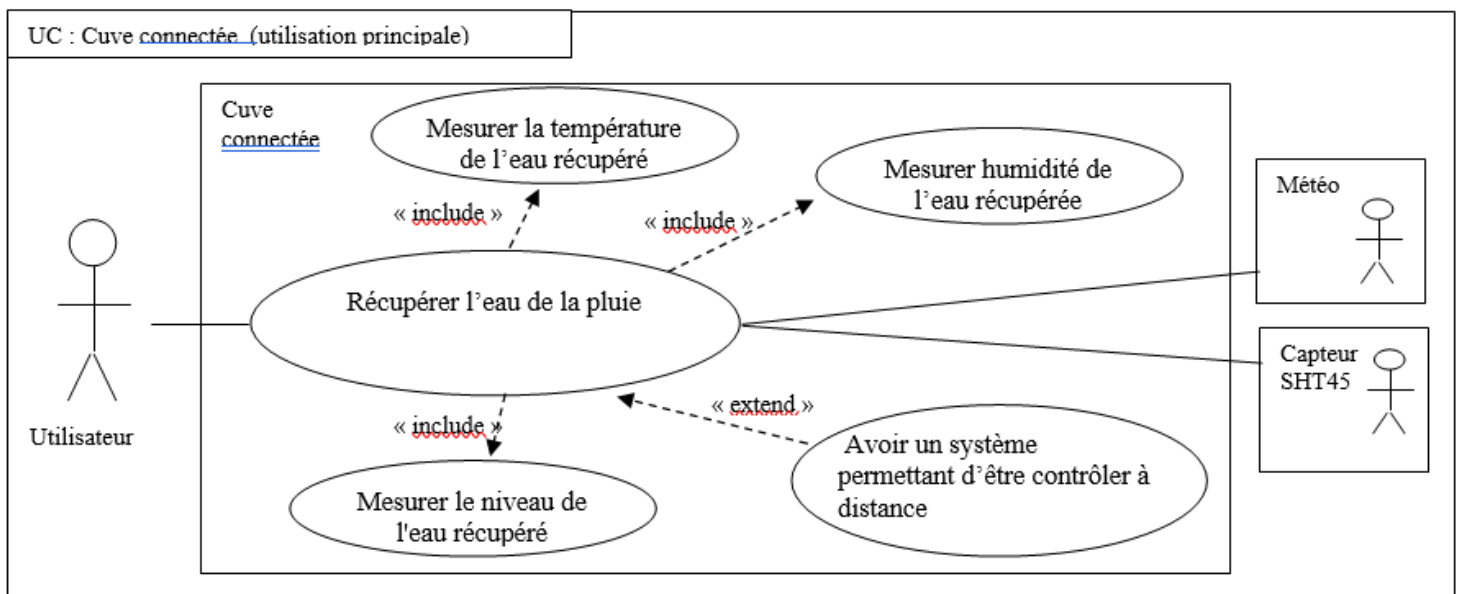 UC : Cuve connectée (utilisation principale)
Cuve
connectée
Mesurer la température
de l’eau récupéré
Mesurer humidité de
l’eau récupérée
Météo
« include »
« include »
Récupérer l’eau de la pluie
Capteur
SHT45
« extend »
« include »
Utilisateur
Avoir un système
permettant d’être contrôler à
distance
Mesurer le niveau de
l'eau récupéré